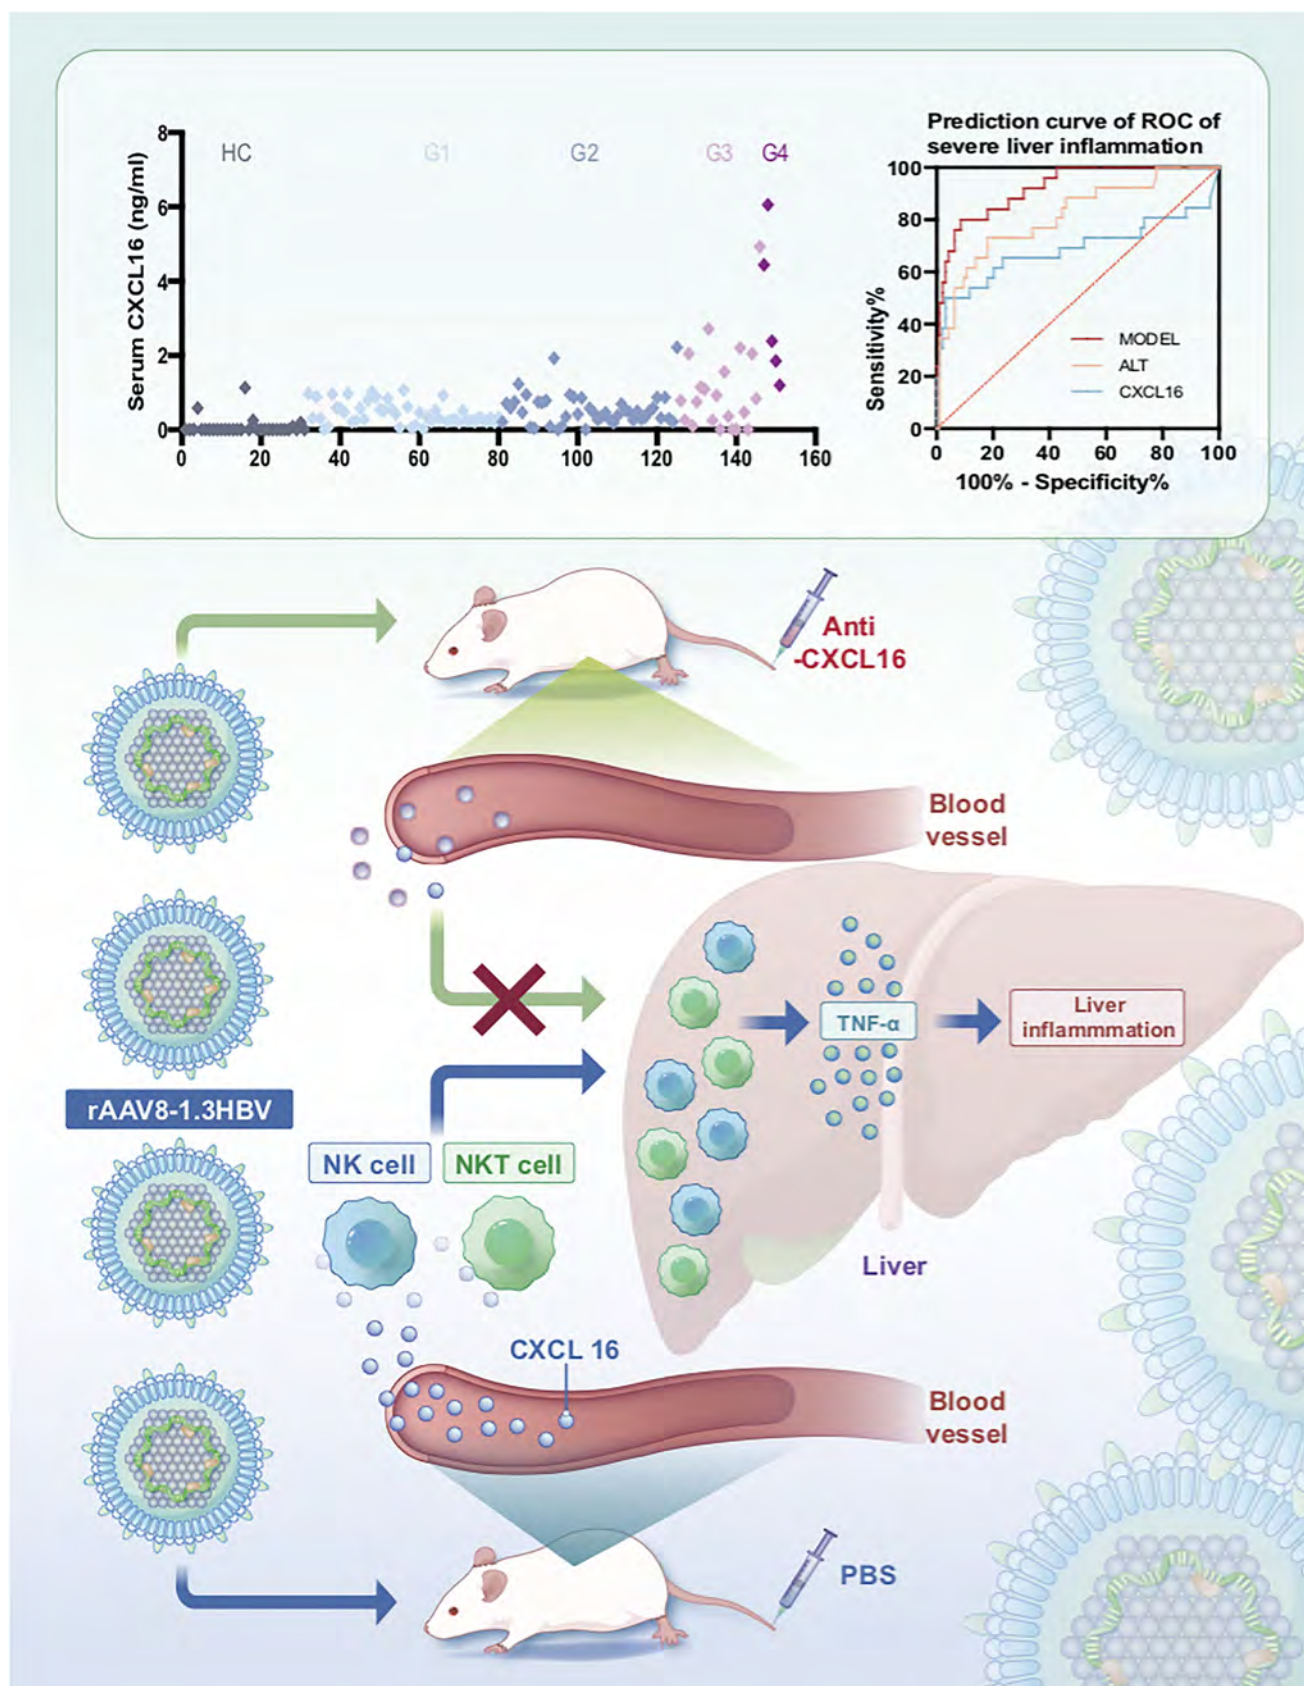 HC
G1
G2
G3
G4
Serum CXCL16 (ng/ml)
8
6
4
2
0
0 20 40 60 80 100 120 140 160
Prediction curve of ROC of
severe liver inflammation
Sensitivity%
100
80
60
40
20
0
MODEL
ALT
CXCL16
0 20 40 60 80 100
100% - Specificity%
Anti
-CXCL16
Blood
vessel
TNF-α
Liver
inflammmation
rAAV8-1.3HBV
NK cell
NKT cell
Liver
CXCL 16
Blood
vessel
PBS